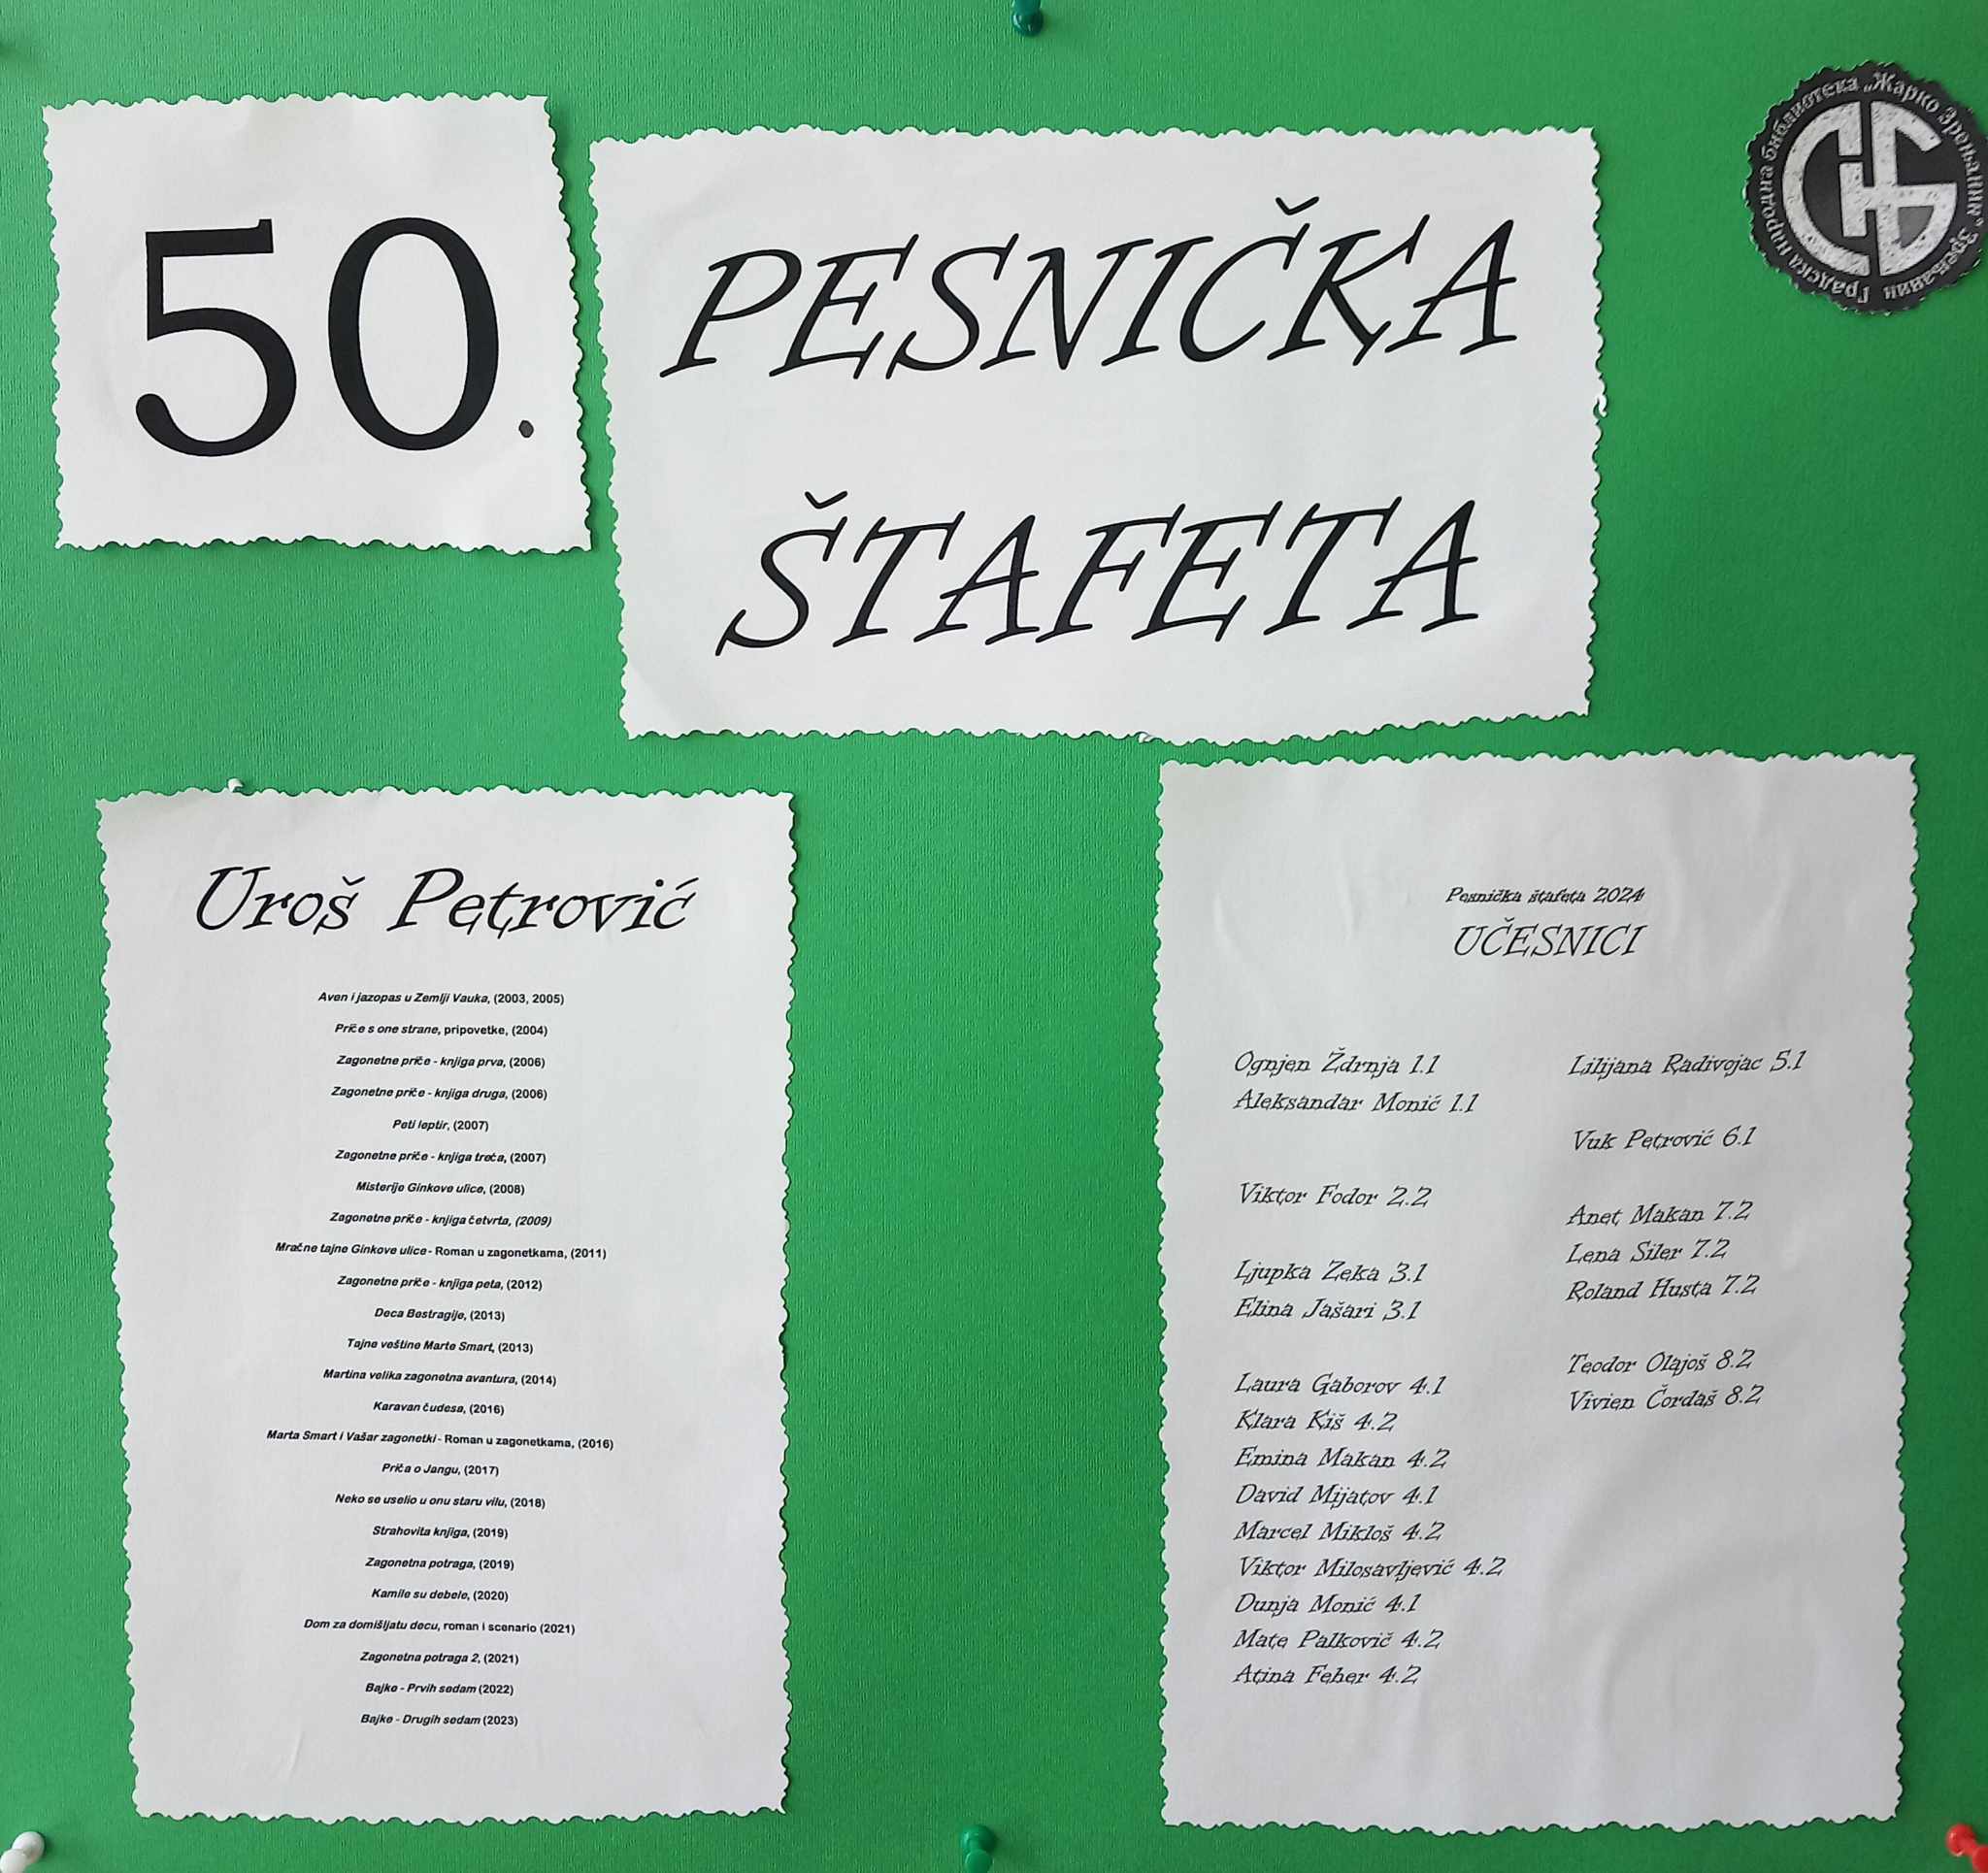 50.
PESNIČKA
ŠTAFETA
Градска народна библиотека „Жарко Зрењанин“ Зрењанин
Uroš Petrović
Aven i jazopas u Zemlji Vauka, (2003, 2005)
Priče s one strane, pripovetke, (2004)
Zagonetne priče - knjiga prva, (2006)
Zagonetne priče - knjiga druga, (2006)
Peti leptir, (2007)
Zagonetne priče - knjiga treća, (2007)
Misterije Ginkove ulice, (2008)
Zagonetne priče - knjiga četvrta, (2009)
Mračne tajne Ginkove ulice - Roman u zagonetkama, (2011)
Zagonetne priče - knjiga peta, (2012)
Deca Bestragije, (2013)
Tajne veštine Marte Smart, (2013)
Martina velika zagonetna avantura, (2014)
Karavan čudesa, (2016)
Marta Smart i Vašar zagonetki - Roman u zagonetkama, (2016)
Priča o Jangu, (2017)
Neko se uselio u onu staru vilu, (2018)
Strahovita knjiga, (2019)
Zagonetna potraga, (2019)
Kamile su debele, (2020)
Dom za domišljatu decu, roman i scenario (2021)
Zagonetna potraga 2, (2021)
Bajke - Prvih sedam (2022)
Bajke - Drugih sedam (2023)
Pesnička štafeta 2024
UČESNICI
Ognjen Ždrnja 1.1
Aleksandar Monić 1.1
Viktor Fodor 2.2
Ljupka Zeka 3.1
Elina Jašari 3.1
Laura Gaborov 4.1
Klara Kiš 4.2
Emina Makan 4.2
David Mijatov 4.1
Marcel Mikloš 4.2
Viktor Milosavljević 4.2
Dunja Monić 4.1
Mate Palkovič 4.2
Atina Feher 4.2
Lilijana Radivojac 5.1
Vuk Petrović 6.1
Anet Makan 7.2
Lena Siler 7.2
Roland Husta 7.2
Teodor Olajoš 8.2
Vivien Čordaš 8.2